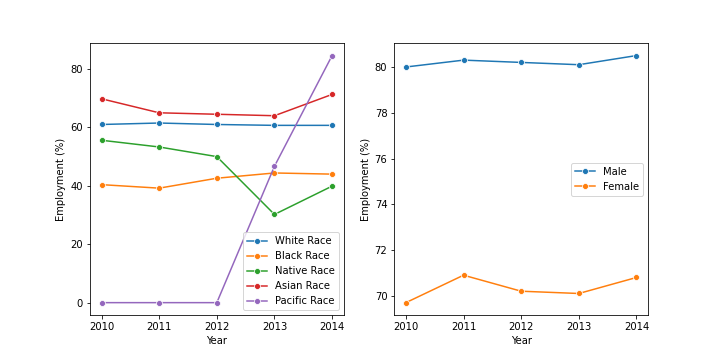 Employment (%)
80
60
40
20
0
2010 2011 2012 2013 2014
Year
White Race
Black Race
Native Race
Asian Race
Pacific Race
Employment (%)
80
78
76
74
72
70
2010 2011 2012 2013 2014
Year
Male
Female